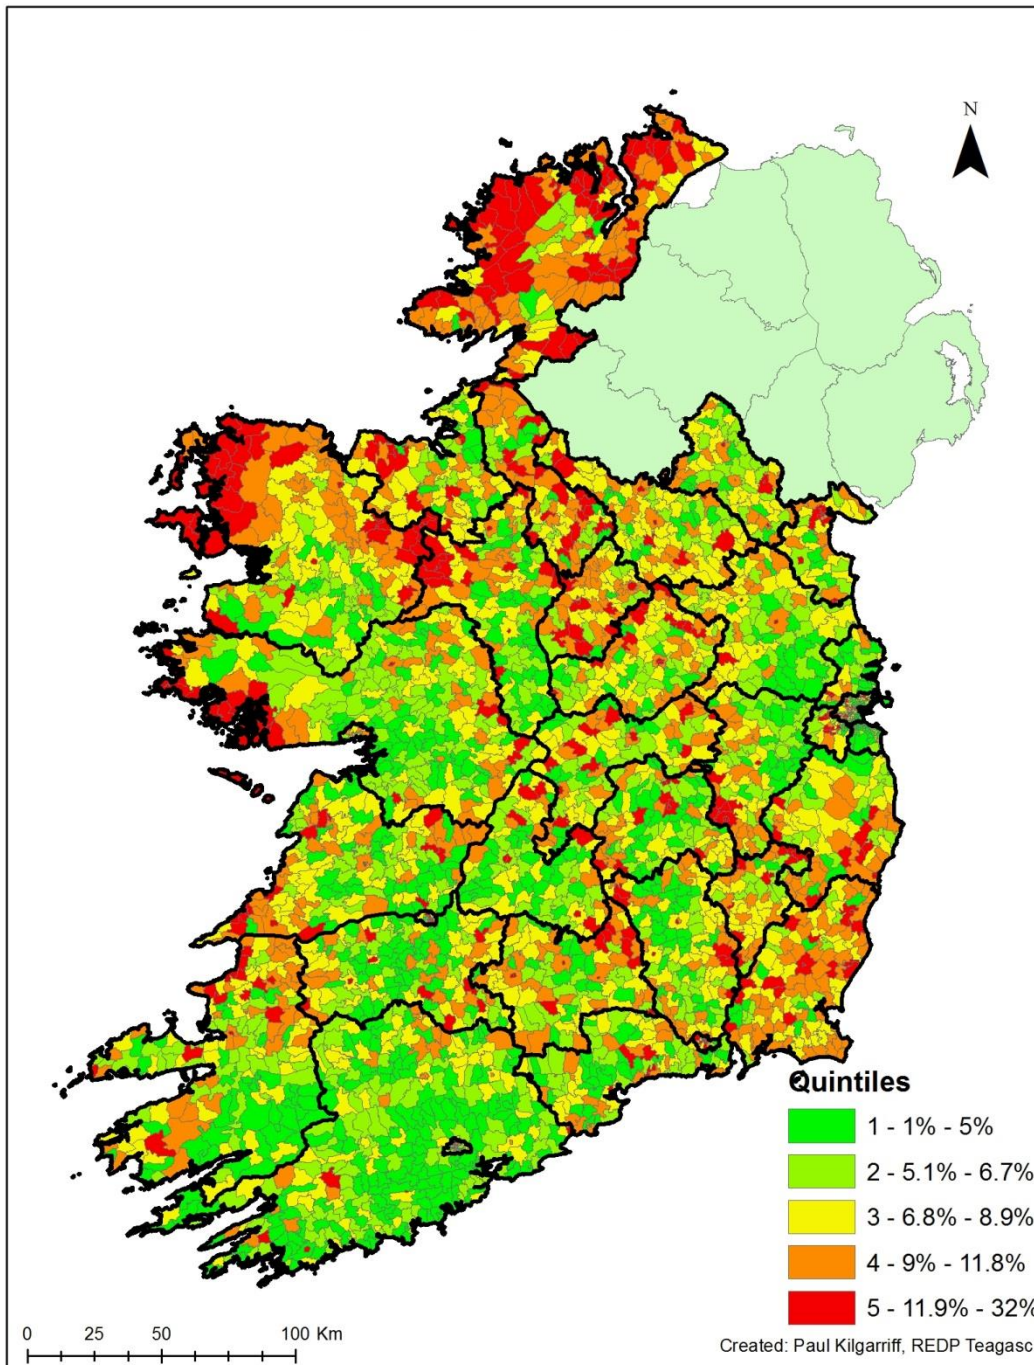 N
Quintiles
1 - 1% - 5%
2 - 5.1% - 6.7%
3 - 6.8% - 8.9%
4 - 9% - 11.8%
5 - 11.9% - 32%
0 25 50 100 Km
Created: Paul Kilgarriff, REDP Teagasc